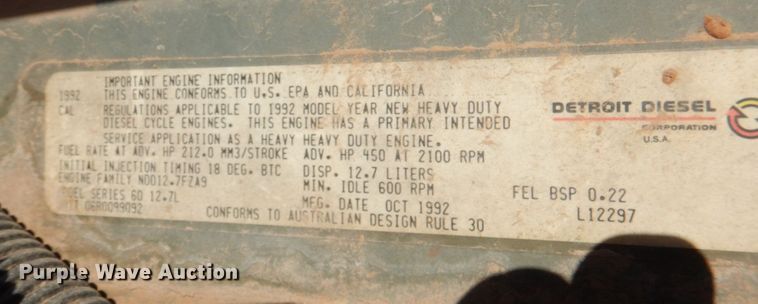 IMPORTANT ENGINE INFORMATION
1992 THIS ENGINE CONFORMS TO U.S. EPA AND CALIFORNIA
CAL REGULATIONS APPLICABLE TO 1992 MODEL YEAR NEW HEAVY DUTY
DIESEL CYCLE ENGINES. THIS ENGINE HAS A PRIMARY INTENDED
SERVICE APPLICATION AS A HEAVY HEAVY DUTY ENGINE.
FUEL RATE AT ADV. HP 212.0 MM3/STROKE ADV. HP 450 AT 2100 RPM
INITIAL INJECTION TIMING 18 DEG. BTC DISP. 12.7 LITERS
ENGINE FAMILY NDD12.7FZA9 MIN. IDLE 600 RPM
SERIES 60 12.7L MFG. DATE OCT 1992
06R0099092 CONFORMS TO AUSTRALIAN DESIGN RULE 30
FEL BSP 0.22
L12297
DETROIT DIESEL
CORPORATION
U.S.A.
Purple Wave Auction